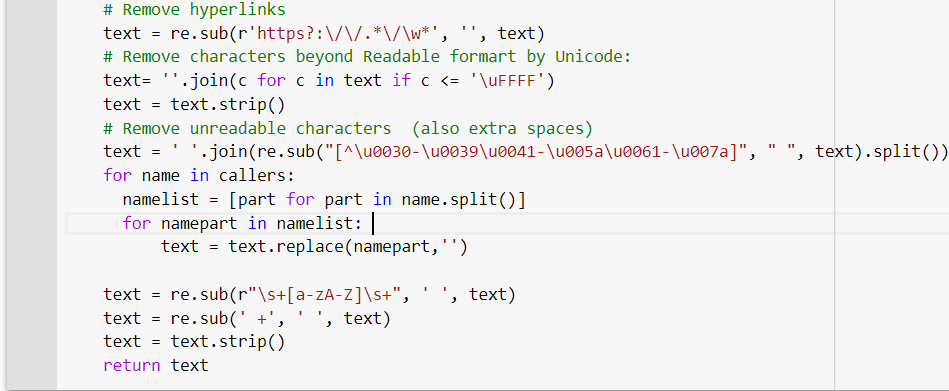 # Remove hyperlinks
text = re.sub(r'https?:\/\/.*\/\w*', '', text)
# Remove characters beyond Readable formart by Unicode:
text= ''.join(c for c in text if c <= '\uFFFF')
text = text.strip()
# Remove unreadable characters  (also extra spaces)
text = ' '.join(re.sub("[^\u0030-\u0039\u0041-\u005a\u0061-\u007a]", " ", text).split())
for name in callers:
  namelist = [part for part in name.split()]
  for namepart in namelist:
      text = text.replace(namepart,'')

text = re.sub(r"\s+[a-zA-Z]\s+", ' ', text)
text = re.sub(' +', ' ', text)
text = text.strip()
return text